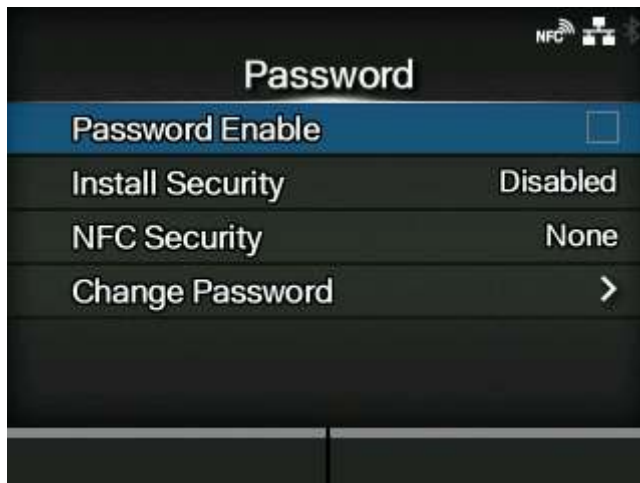 NFC
Password
Password Enable
Install Security Disabled
NFC Security None
Change Password >